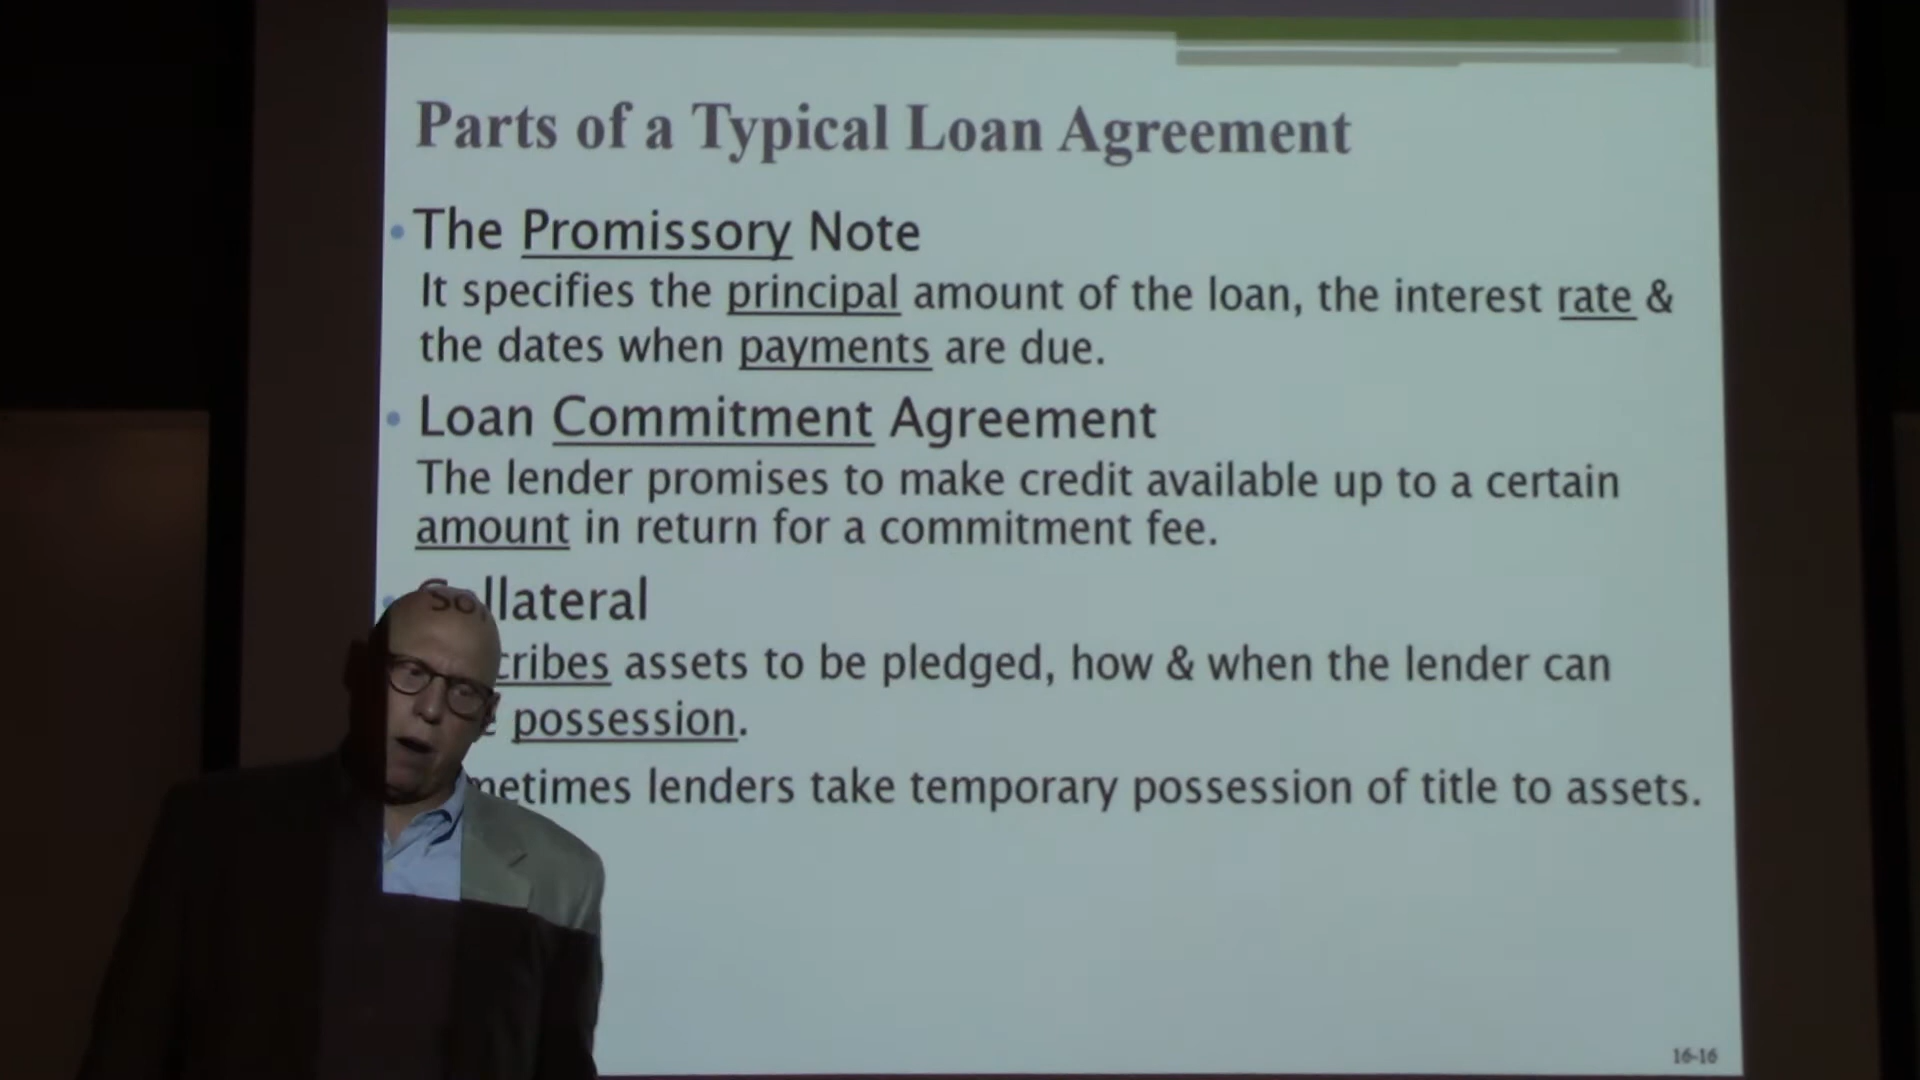 Parts of a Typical Loan Agreement
• The Promissory Note
It specifies the principal amount of the loan, the interest rate &
the dates when payments are due.
• Loan Commitment Agreement
The lender promises to make credit available up to a certain
amount in return for a commitment fee.
llateral
cribes assets to be pledged, how & when the lender can
possession.
metimes lenders take temporary possession of title to assets.
16-16